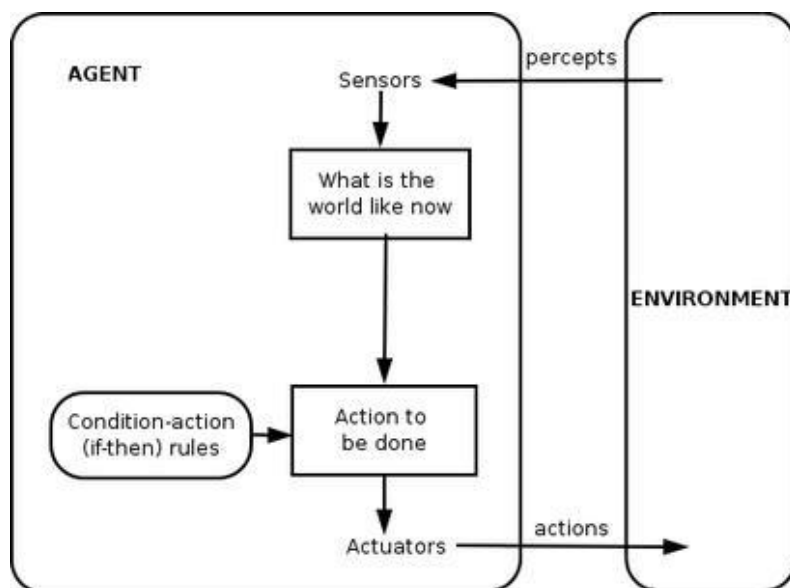 AGENT
percepts
Sensors
What is the
world like now
ENVIRONMENT
Condition-action
(if-then) rules
Action to
be done
Actuators
actions